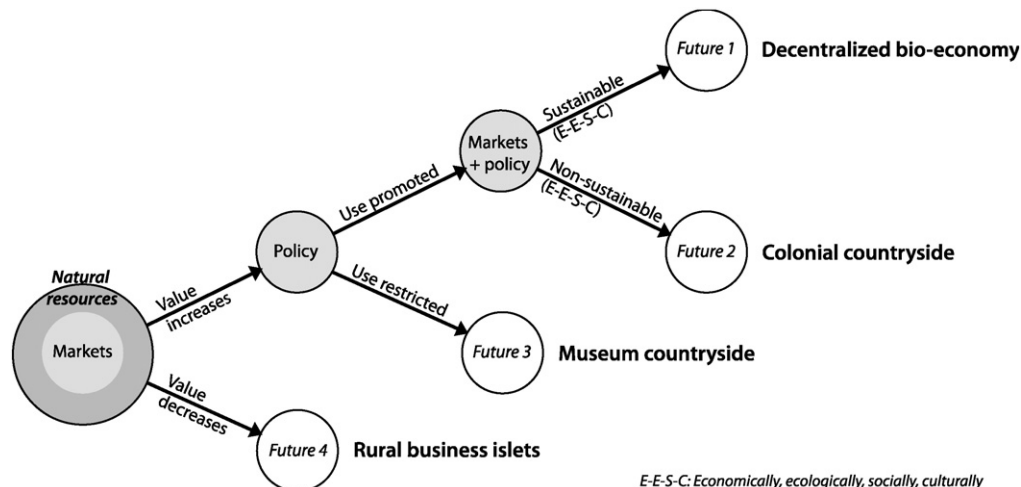 Future 1
Decentralized bio-economy
Sustainable
(E-E-S-C)
Markets
+ policy
Non-sustainable
(E-E-S-C)
Use promoted
Future 2
Colonial countryside
Policy
Use restricted
Natural
resources
Markets
Value
increases
Future 3
Museum countryside
Value
decreases
Future 4
Rural business islets
E-E-S-C: Economically, ecologically, socially, culturally